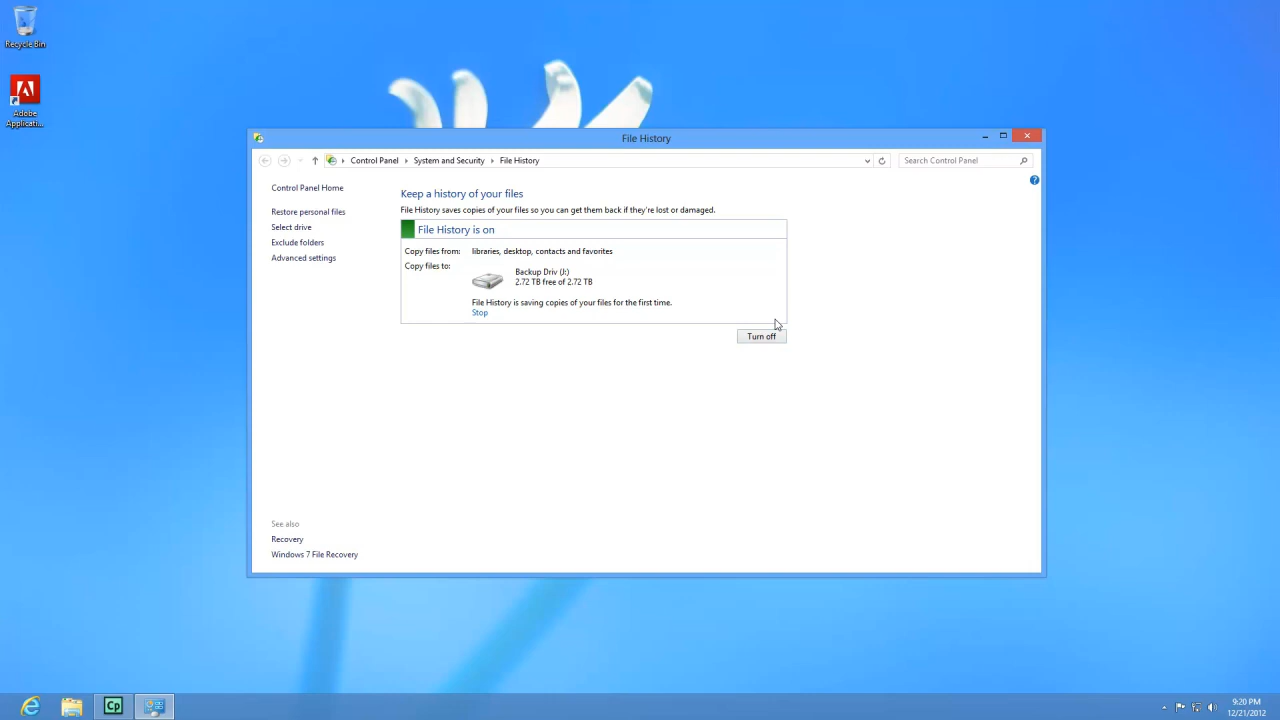 Recycle Bin
Adobe
Applicati...
File History
Control Panel
System and Security
File History
Search Control Panel
Control Panel Home
Restore personal files
Select drive
Exclude folders
Advanced settings
Keep a history of your files
File History saves copies of your files so you can get them back if they're lost or damaged.
File History is on
Copy files from: libraries, desktop, contacts and favorites
Copy files to: Backup Driv (J:)
2.72 TB free of 2.72 TB
File History is saving copies of your files for the first time.
Stop
Turn off
See also
Recovery
Windows 7 File Recovery
Cp
9:20 PM
12/21/2012